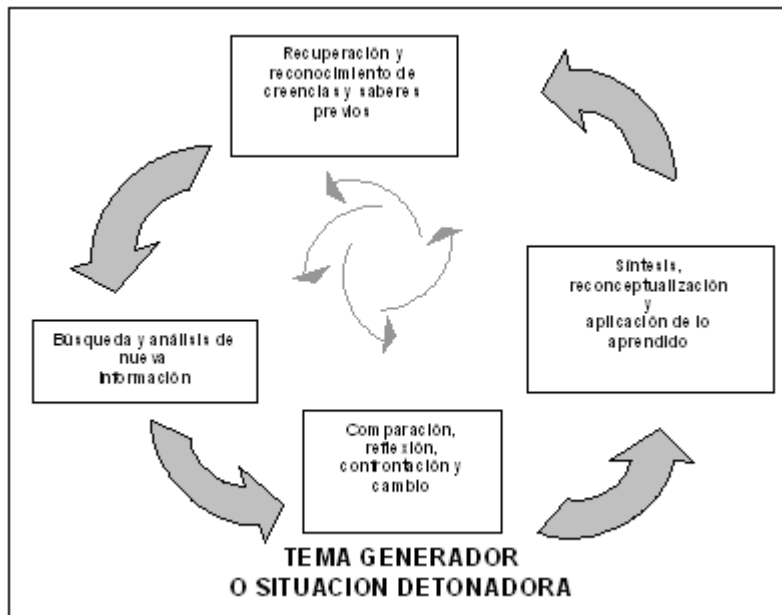 Recuperación y
reconocimiento de
creencias y saberes
previos
Búsqueda y análisis de
nueva
información
Comparación,
reflexión,
confrontación y
cambio
Síntesis,
reconceptualización
y
aplicación de lo
aprendido
TEMA GENERADOR
O SITUACION DETONADORA